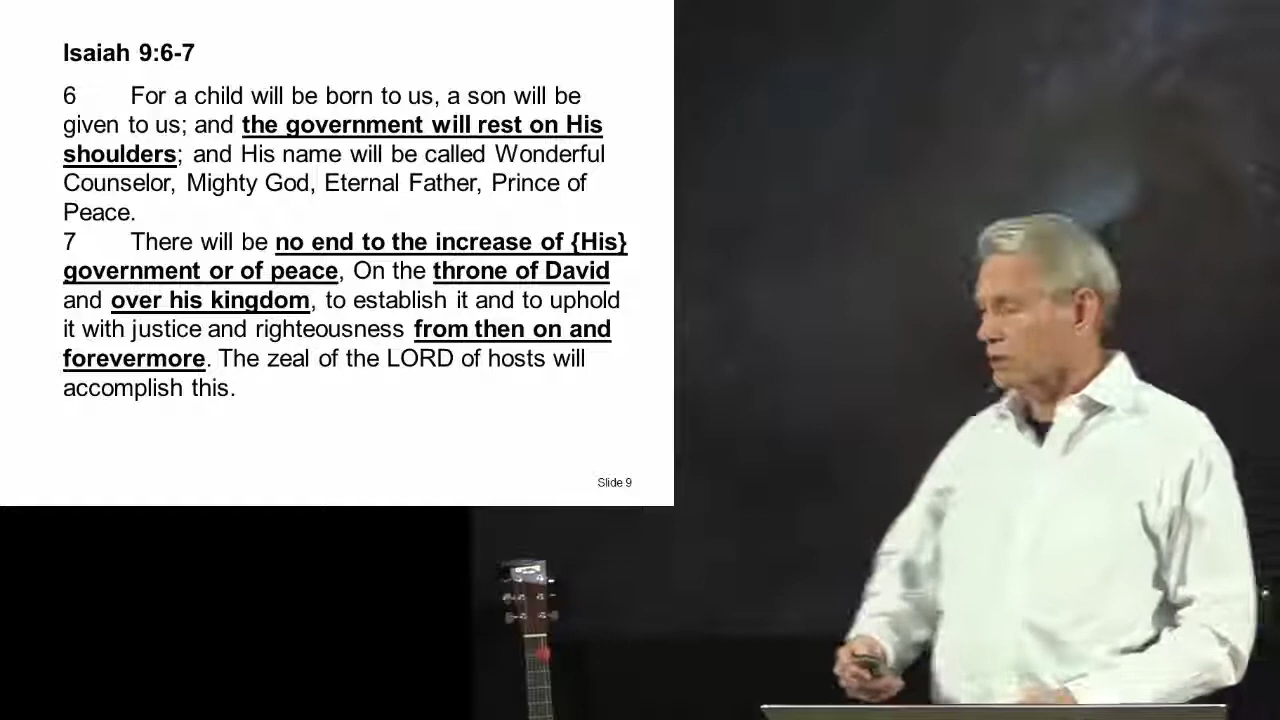 Isaiah 9:6-7
6 For a child will be born to us, a son will be
given to us; and the government will rest on His
shoulders; and His name will be called Wonderful
Counselor, Mighty God, Eternal Father, Prince of
Peace.
7 There will be no end to the increase of {His}
government or of peace, On the throne of David
and over his kingdom, to establish it and to uphold
it with justice and righteousness from then on and
forevermore. The zeal of the LORD of hosts will
accomplish this.
Slide 9